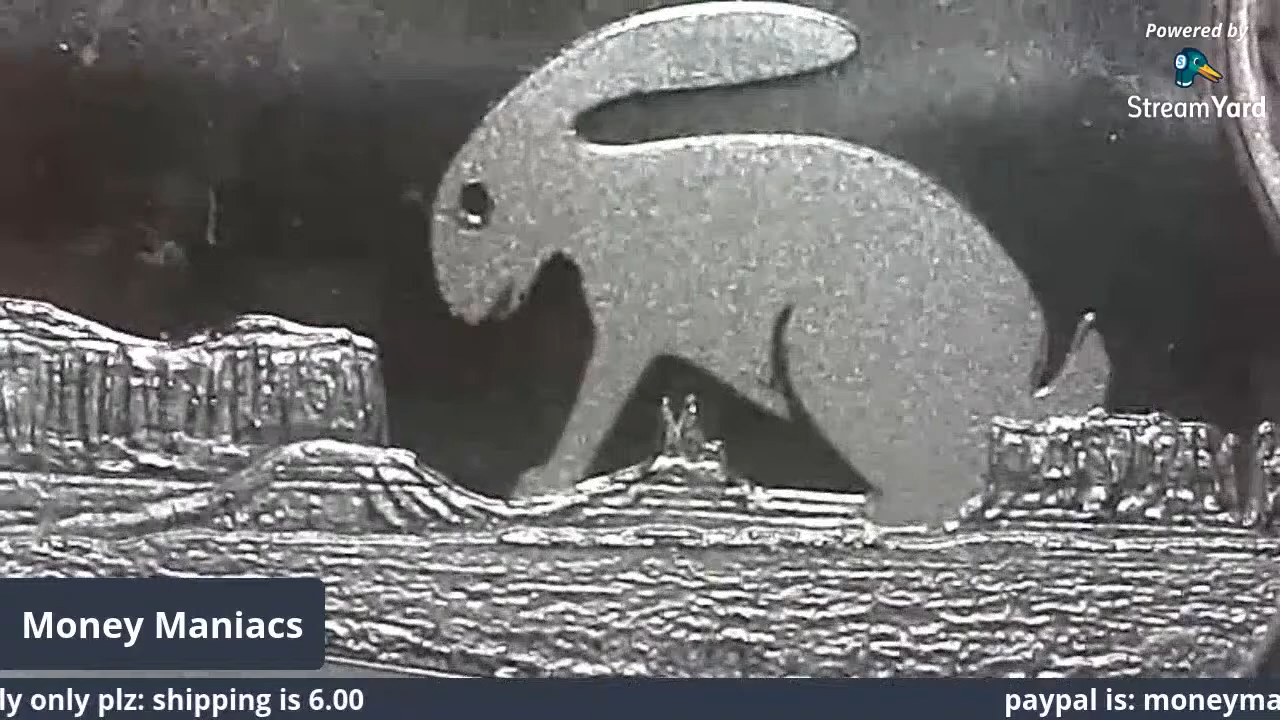 Powered by
StreamYard
Money Maniacs
ly only plz: shipping is 6.00
paypal is: moneyma